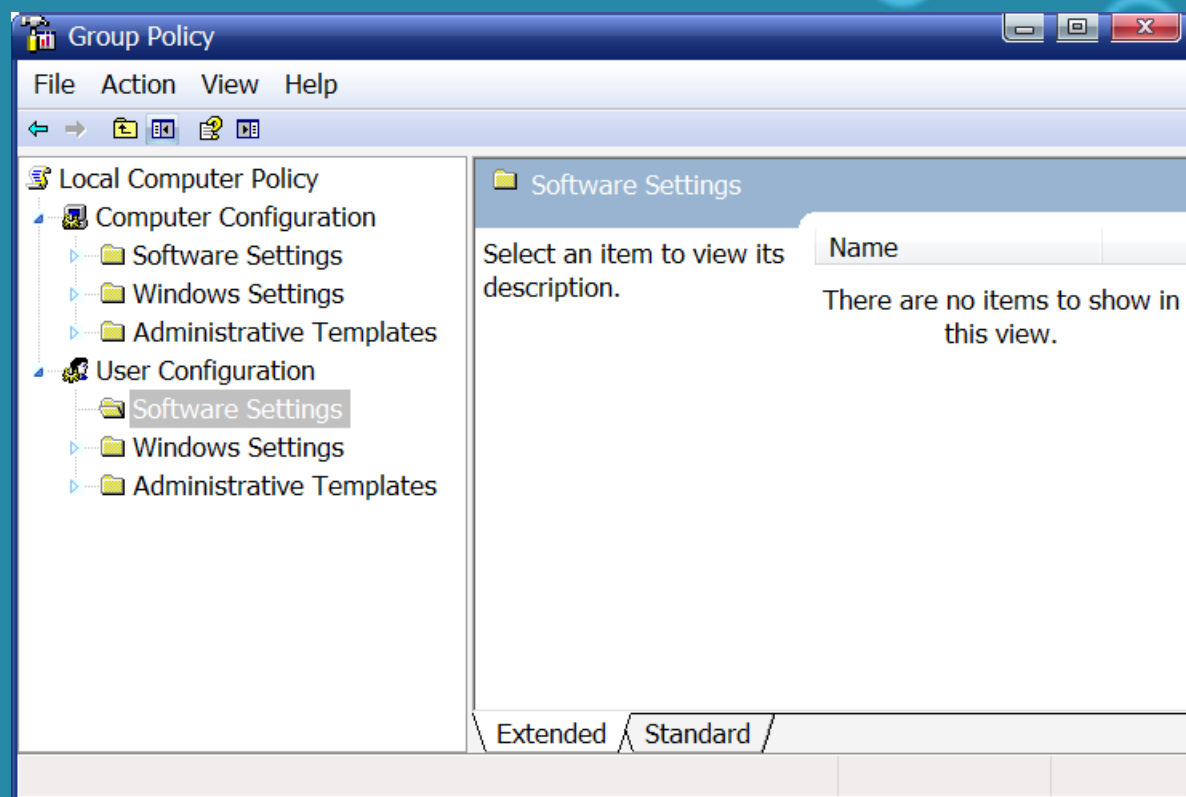 Group Policy
File Action View Help
Local Computer Policy
Computer Configuration
Software Settings
Windows Settings
Administrative Templates
User Configuration
Software Settings
Windows Settings
Administrative Templates
Software Settings
Select an item to view its
description.
Name
There are no items to show in
this view.
Extended Standard